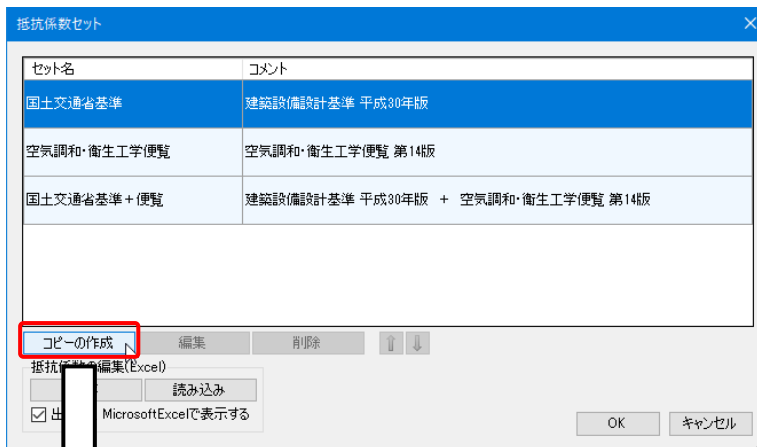 抵抗係数セット
セット名 コメント
国土交通省基準 建築設備設計基準 平成30年版
空気調和・衛生工学便覧 空気調和・衛生工学便覧 第14版
国土交通省基準+便覧 建築設備設計基準 平成30年版 + 空気調和・衛生工学便覧 第14版
コピーの作成 編集 削除
抵抗 の編集(Excel)
読み込み
出 MicrosoftExcelで表示する
OK キャンセル